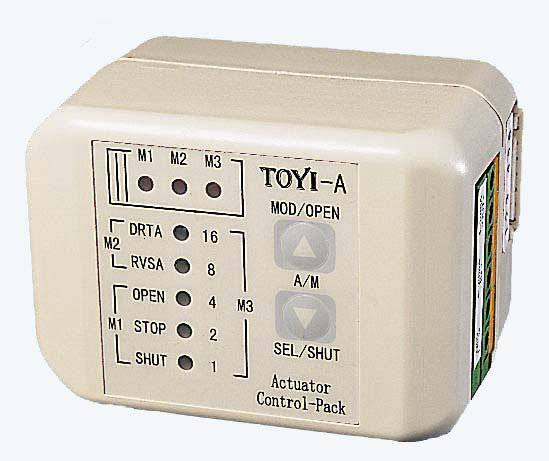 M1 M2 M3
TOYI-A
MOD/OPEN
A/M
SEL/SHUT
DRTA 16
M2
RVSA 8
OPEN 4
M3
M1
STOP 2
SHUT 1
Actuator
Control-Pack